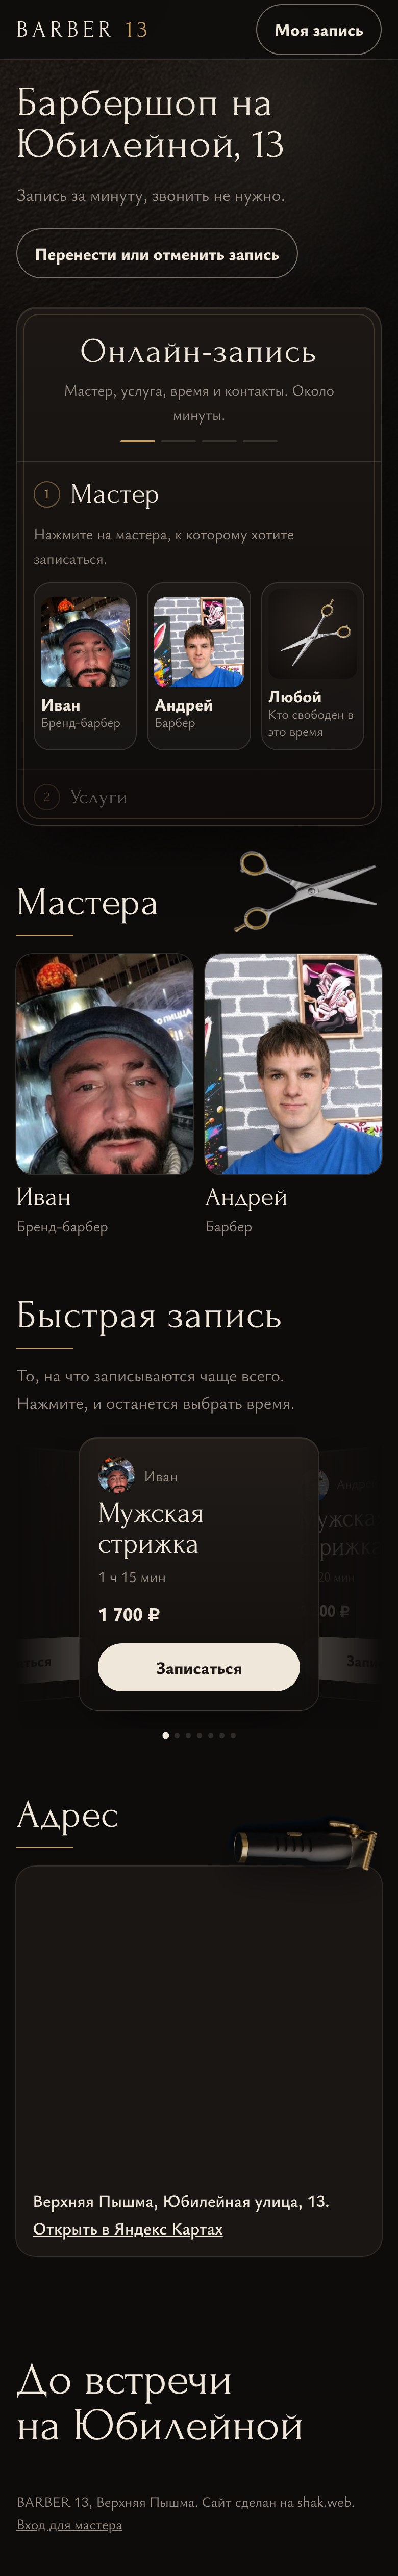 BARBER 13
Моя запись
Барбершоп на
Юбилейной, 13
Запись за минуту, звонить не нужно.
Перенести или отменить запись
Онлайн-запись
Мастер, услуга, время и контакты. Около
минуты.
1 Мастер
Нажмите на мастера, к которому хотите
записаться.
Иван
Бренд-барбер
Андрей
Барбер
Любой
Кто свободен в
это время
2 Услуги
Мастера
Иван
Бренд-барбер
Андрей
Барбер
Быстрая запись
То, на что записываются чаще всего.
Нажмите, и останется выбрать время.
Иван
Мужская
стрижка
1 ч 15 мин
1 700 ₽
Записаться
Адрес
Верхняя Пышма, Юбилейная улица, 13.
Открыть в Яндекс Картах
До встречи
на Юбилейной
BARBER 13, Верхняя Пышма. Сайт сделан на shak.web.
Вход для мастера